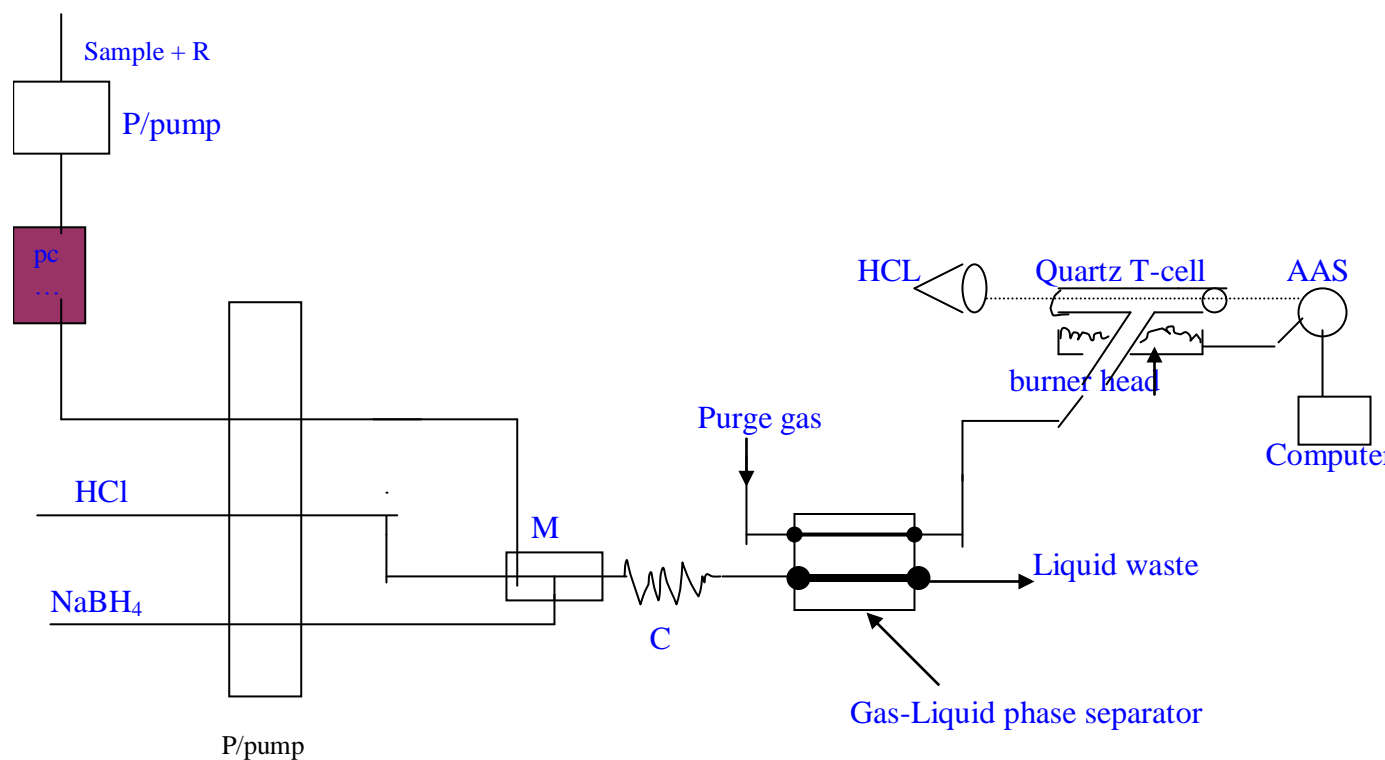 Sample + R
P/pump
pc
…
HCL
Quartz T-cell
AAS
burner head
Purge gas
Computer
HCl
M
NaBH₄
C
Liquid waste
Gas-Liquid phase separator
P/pump